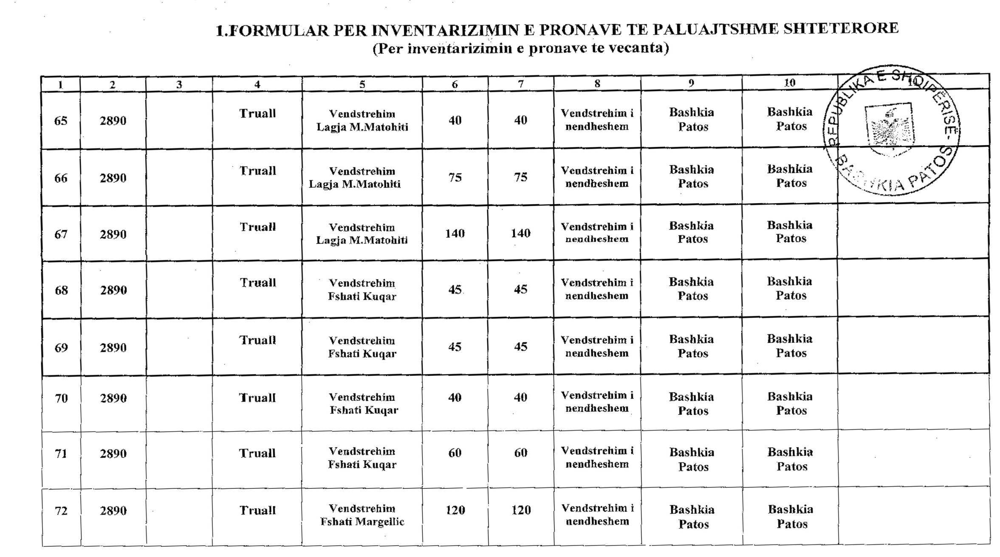 1.FORMULAR PER INVENTARIZIMIN E PRONAVE TE PALUAJTSHME SHTETERORE
(Per inventarizimin e pronave te vecanta)
1 2 3 4 5 6 7 8 9 10 11
REPUBLIKA E SHQIPËRISË
BASHKIA PATOS
65 2890 Truall Vendstrehim 40 40 Vendstrehim i Bashkia Bashkia
Lagja M.Matohiti nendheshem Patos Patos
66 2890 Truall Vendstrehim 75 75 Vendstrehim i Bashkia Bashkia
Lagja M.Matohiti nendheshem Patos Patos
67 2890 Truall Vendstrehim 140 140 Vendstrehim i Bashkia Bashkia
Lagja M.Matohiti nendheshem Patos Patos
68 2890 Truall Vendstrehim 45 45 Vendstrehim i Bashkia Bashkia
Fshati Kuqar nendheshem Patos Patos
69 2890 Truall Vendstrehim 45 45 Vendstrehim i Bashkia Bashkia
Fshati Kuqar nendheshem Patos Patos
70 2890 Truall Vendstrehim 40 40 Vendstrehim i Bashkia Bashkia
Fshati Kuqar nendheshem Patos Patos
71 2890 Truall Vendstrehim 60 60 Vendstrehim i Bashkia Bashkia
Fshati Kuqar nendheshem Patos Patos
72 2890 Truall Vendstrehim 120 120 Vendstrehim i Bashkia Bashkia
Fshati Margellic nendheshem Patos Patos